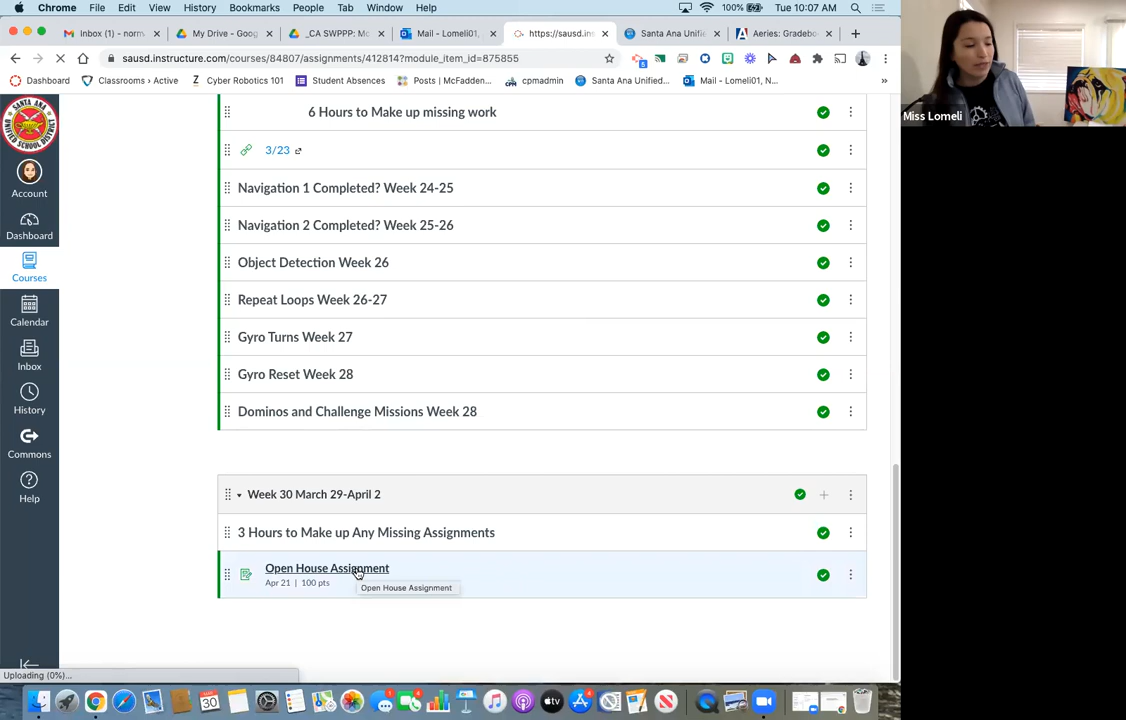 Chrome File Edit View History Bookmarks People Tab Window Help 100% Tue 10:07 AM
Inbox (1) - norm My Drive - Goog _CA SWPPP: Mc Mail - Lomeli01, https://sausd.ins Santa Ana Unifie Aeries: Gradebo
sausd.instructure.com/courses/84807/assignments/412814?module_item_id=875855
Dashboard Classrooms › Active Cyber Robotics 101 Student Absences Posts | McFadden... cpmadmin Santa Ana Unified... Mail - Lomeli01, N...
Miss Lomeli
6 Hours to Make up missing work
3/23
Navigation 1 Completed? Week 24-25
Navigation 2 Completed? Week 25-26
Object Detection Week 26
Repeat Loops Week 26-27
Gyro Turns Week 27
Gyro Reset Week 28
Dominos and Challenge Missions Week 28
Week 30 March 29-April 2
3 Hours to Make up Any Missing Assignments
Open House Assignment
Apr 21 | 100 pts
Open House Assignment
Account
Dashboard
Courses
Calendar
Inbox
History
Commons
Help
Uploading (0%)...